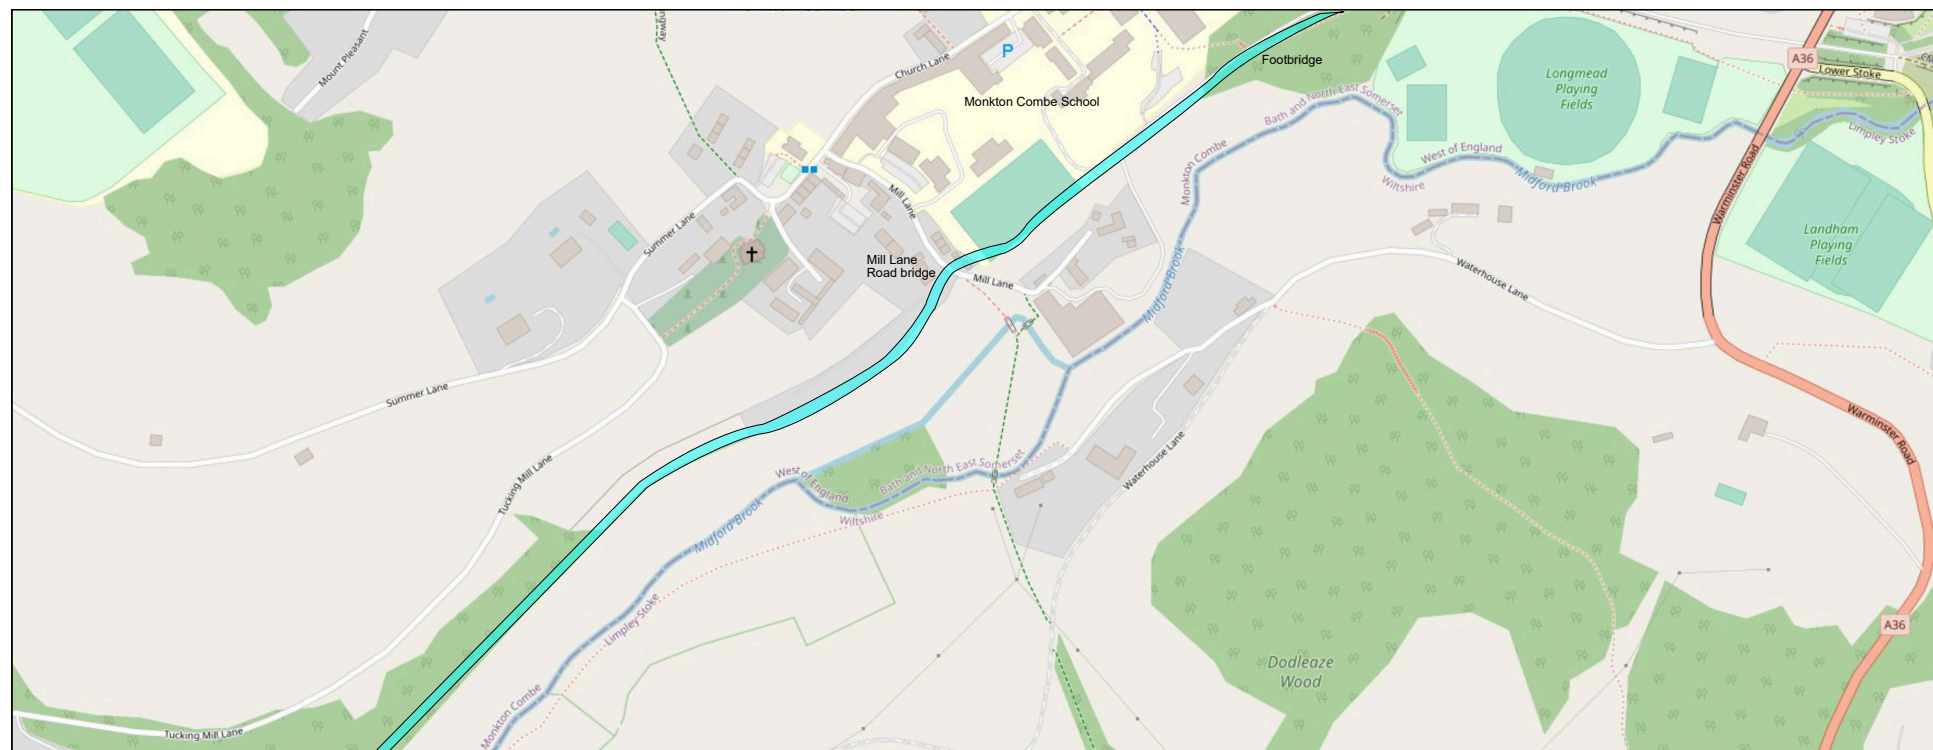 ngway
Mount Pleasant
Church Lane
P
Footbridge
Monkton Combe School
Longmead
Playing
Fields
A36
Lower Stoke
Bath and North East Somerset
Limpley Stoke
West of England
Wiltshire
Midford Brook
Monkton Combe
Warminster Road
Mill Lane
Summer Lane
Landham
Playing
Fields
Mill Lane
Road bridge
Mill Lane
Midford Brook
Waterhouse Lane
Summer Lane
Warminster Road
Tucking Mill Lane
Waterhouse Lane
West of England
Bath and North East Somerset
Wiltshire
Midford Brook
Limpley Stoke
A36
Dodleaze
Wood
Monkton Combe
Tucking Mill Lane